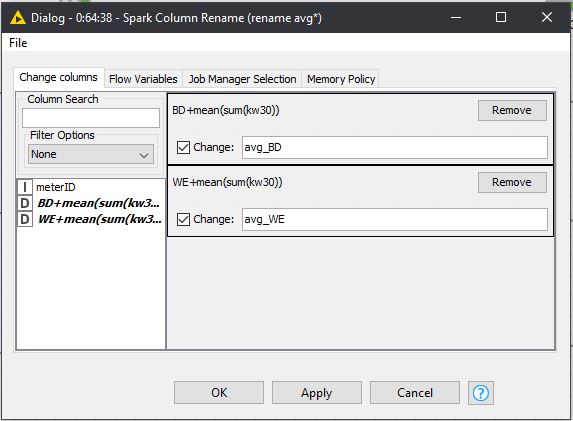 Dialog - 0:64:38 - Spark Column Rename (rename avg*)
File
Change columns Flow Variables Job Manager Selection Memory Policy
Column Search
Filter Options
None
I meterID
D BD+mean(sum(kw3...
D WE+mean(sum(kw3...
BD+mean(sum(kw30)) Remove
Change: avg_BD
WE+mean(sum(kw30)) Remove
Change: avg_WE
OK Apply Cancel ?